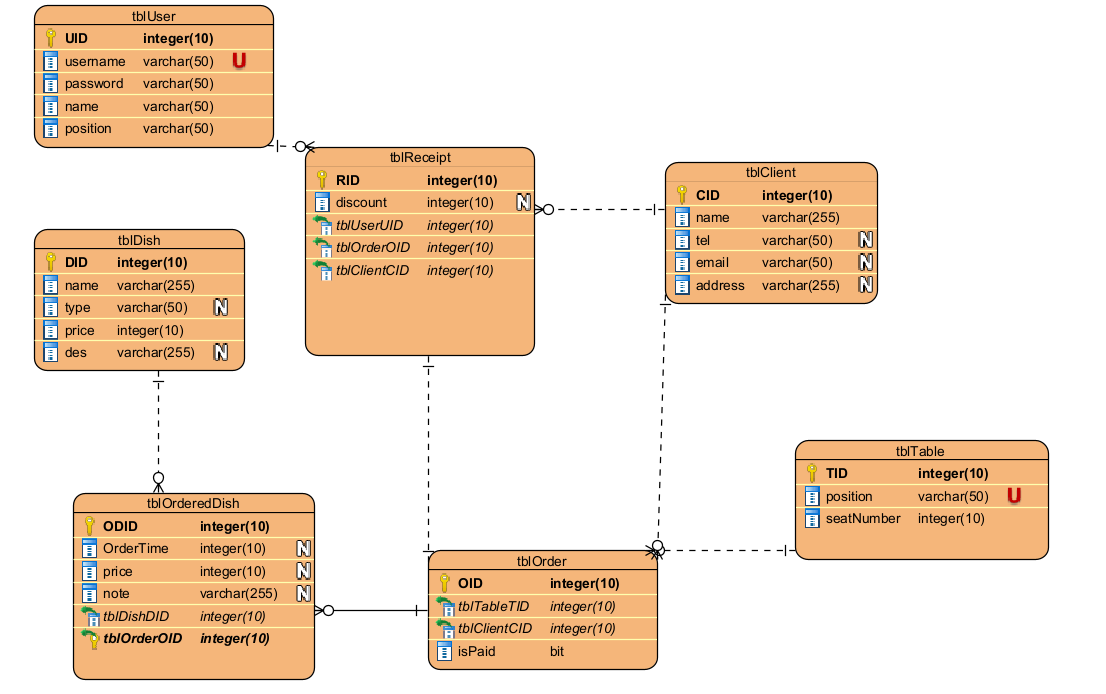 tblUser
UID integer(10)
username varchar(50) U
password varchar(50)
name varchar(50)
position varchar(50)
tblReceipt
RID integer(10)
discount integer(10) N
tblUserUID integer(10)
tblOrderOID integer(10)
tblClientCID integer(10)
tblClient
CID integer(10)
name varchar(255)
tel varchar(50) N
email varchar(50) N
address varchar(255) N
tblDish
DID integer(10)
name varchar(255)
type varchar(50) N
price integer(10)
des varchar(255) N
tblTable
TID integer(10)
position varchar(50) U
seatNumber integer(10)
tblOrderedDish
ODID integer(10)
OrderTime integer(10) N
price integer(10) N
note varchar(255) N
tblDishDID integer(10)
tblOrderOID integer(10)
tblOrder
OID integer(10)
tblTableTID integer(10)
tblClientCID integer(10)
isPaid bit